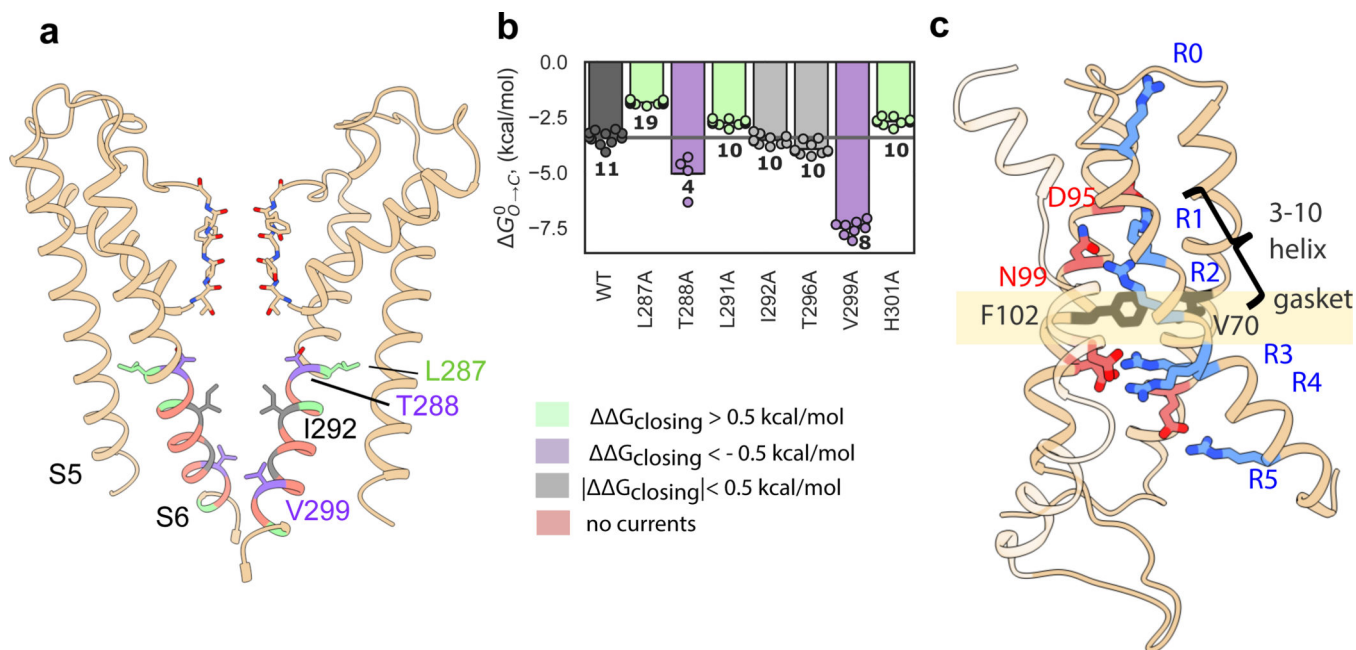 a
L287
T288
I292
S5
S6
V299
b
ΔG⁰O→C, (kcal/mol)
0.0
−2.5
−5.0
−7.5
11
19
4
10
10
10
8
10
WT
L287A
T288A
L291A
I292A
T296A
V299A
H301A
ΔΔGclosing > 0.5 kcal/mol
ΔΔGclosing < - 0.5 kcal/mol
|ΔΔGclosing|< 0.5 kcal/mol
no currents
c
R0
D95
R1
3-10
helix
N99
R2
gasket
F102
V70
R3
R4
R5